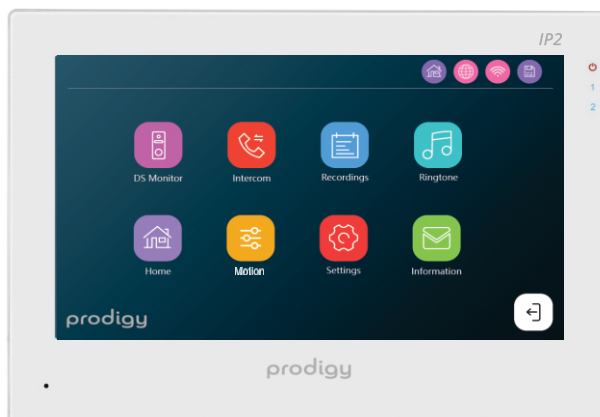 IP2
1
2
DS Monitor
Intercom
Recordings
Ringtone
Home
Motion
Settings
Information
prodigy
prodigy